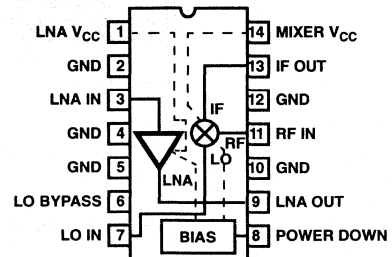 LNA VCC 1 14 MIXER VCC
GND 2 13 IF OUT
LNA IN 3 12 GND
IF
GND 4 11 RF IN
RF
LO
GND 5 10 GND
LNA
LO BYPASS 6 9 LNA OUT
LO IN 7 BIAS 8 POWER DOWN